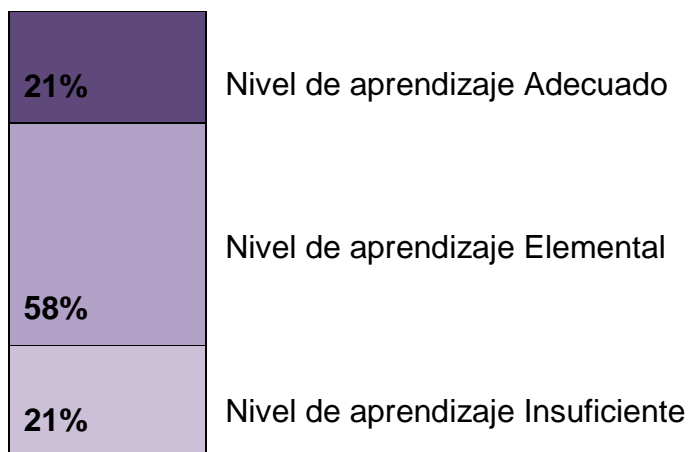 21% Nivel de aprendizaje Adecuado
Nivel de aprendizaje Elemental
58%
21% Nivel de aprendizaje Insuficiente